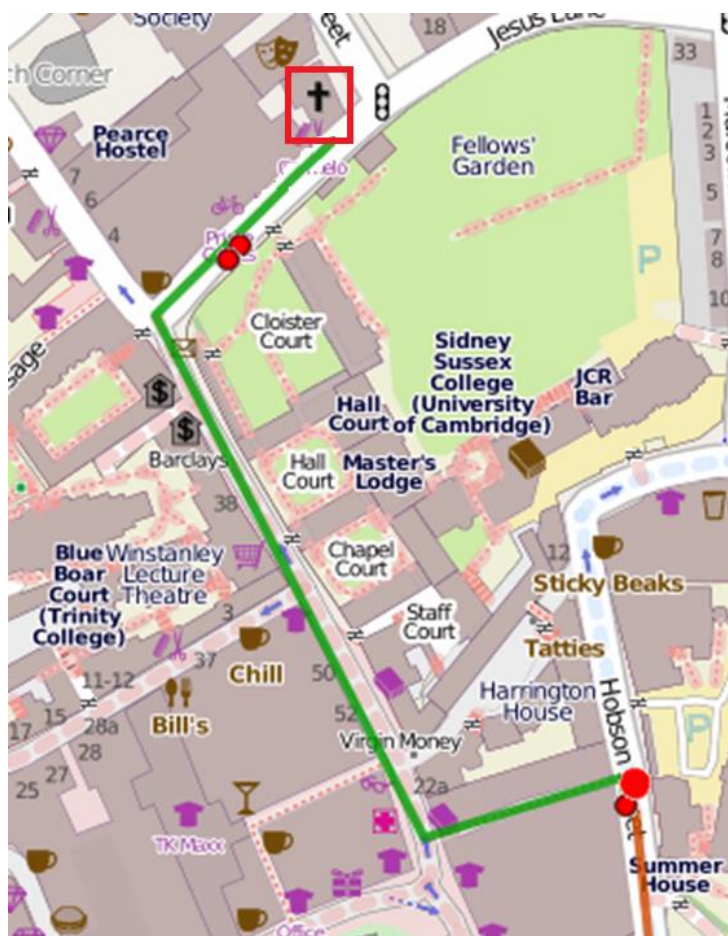 Society
18
Jesus Lane
33
ch Corner
Pearce
Hostel
Fellows'
Garden
1
2
3
5
7
6
4
7
8
10
P
Cloister
Court
Sidney
Sussex
College
(University
of Cambridge)
JCR
Bar
Hall
Court
Master's
Lodge
$
$
Barclays
Hall
Court
38
Blue
Boar
Court
(Trinity
College)
Winstanley
Lecture
Theatre
Chapel
Court
12
Sticky Beaks
3
Staff
Court
Tatties
37
Chill
11-12
50
Harrington
House
Hobson
P
17
15
28a
Bill's
52
28
27
25
Virgin Money
22a
TK Maxx
Summer
House
Office